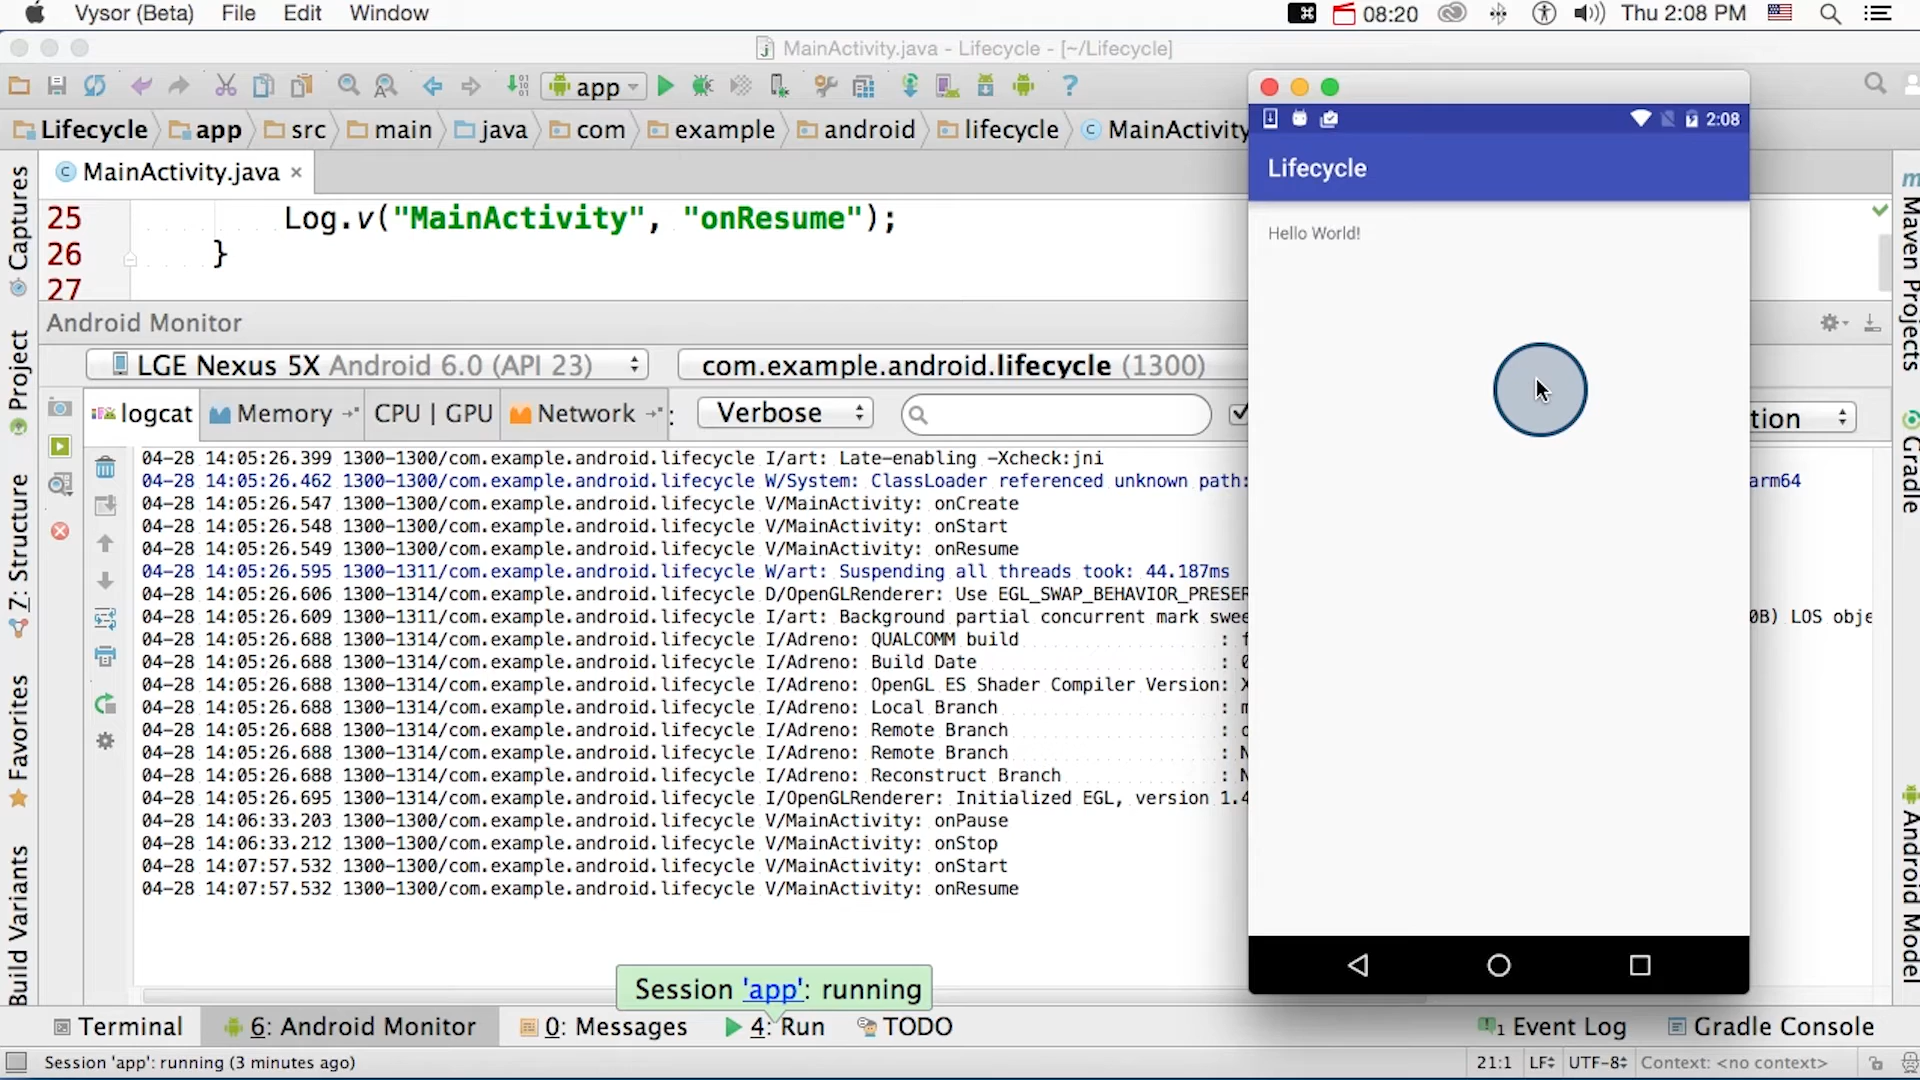 Vysor (Beta) File Edit Window 08:20 Thu 2:08 PM
MainActivity.java - Lifecycle - [~/Lifecycle]
app
Lifecycle app src main java com example android lifecycle MainActivity
MainActivity.java
25 Log.v("MainActivity", "onResume");
26 }
27
Android Monitor
LGE Nexus 5X Android 6.0 (API 23) com.example.android.lifecycle (1300)
logcat Memory CPU | GPU Network Verbose tion
04-28 14:05:26.399 1300-1300/com.example.android.lifecycle I/art: Late-enabling -Xcheck:jni
04-28 14:05:26.462 1300-1300/com.example.android.lifecycle W/System: ClassLoader referenced unknown path: arm64
04-28 14:05:26.547 1300-1300/com.example.android.lifecycle V/MainActivity: onCreate
04-28 14:05:26.548 1300-1300/com.example.android.lifecycle V/MainActivity: onStart
04-28 14:05:26.549 1300-1300/com.example.android.lifecycle V/MainActivity: onResume
04-28 14:05:26.595 1300-1311/com.example.android.lifecycle W/art: Suspending all threads took: 44.187ms
04-28 14:05:26.606 1300-1314/com.example.android.lifecycle D/OpenGLRenderer: Use EGL_SWAP_BEHAVIOR_PRESER
04-28 14:05:26.609 1300-1311/com.example.android.lifecycle I/art: Background partial concurrent mark swee 0B) LOS obje
04-28 14:05:26.688 1300-1314/com.example.android.lifecycle I/Adreno: QUALCOMM build : f
04-28 14:05:26.688 1300-1314/com.example.android.lifecycle I/Adreno: Build Date : 0
04-28 14:05:26.688 1300-1314/com.example.android.lifecycle I/Adreno: OpenGL ES Shader Compiler Version: X
04-28 14:05:26.688 1300-1314/com.example.android.lifecycle I/Adreno: Local Branch : m
04-28 14:05:26.688 1300-1314/com.example.android.lifecycle I/Adreno: Remote Branch :
04-28 14:05:26.688 1300-1314/com.example.android.lifecycle I/Adreno: Remote Branch : N
04-28 14:05:26.688 1300-1314/com.example.android.lifecycle I/Adreno: Reconstruct Branch : N
04-28 14:05:26.695 1300-1314/com.example.android.lifecycle I/OpenGLRenderer: Initialized EGL, version 1.4
04-28 14:06:33.203 1300-1300/com.example.android.lifecycle V/MainActivity: onPause
04-28 14:06:33.212 1300-1300/com.example.android.lifecycle V/MainActivity: onStop
04-28 14:07:57.532 1300-1300/com.example.android.lifecycle V/MainActivity: onStart
04-28 14:07:57.532 1300-1300/com.example.android.lifecycle V/MainActivity: onResume
Session 'app': running
Terminal 6: Android Monitor 0: Messages 4: Run TODO Event Log Gradle Console
Session 'app': running (3 minutes ago) 21:1 LF UTF-8 Context: <no context>
Captures
Project
Z: Structure
Favorites
Build Variants
2:08
Lifecycle
Hello World!
Maven Projects
Gradle
Android Model